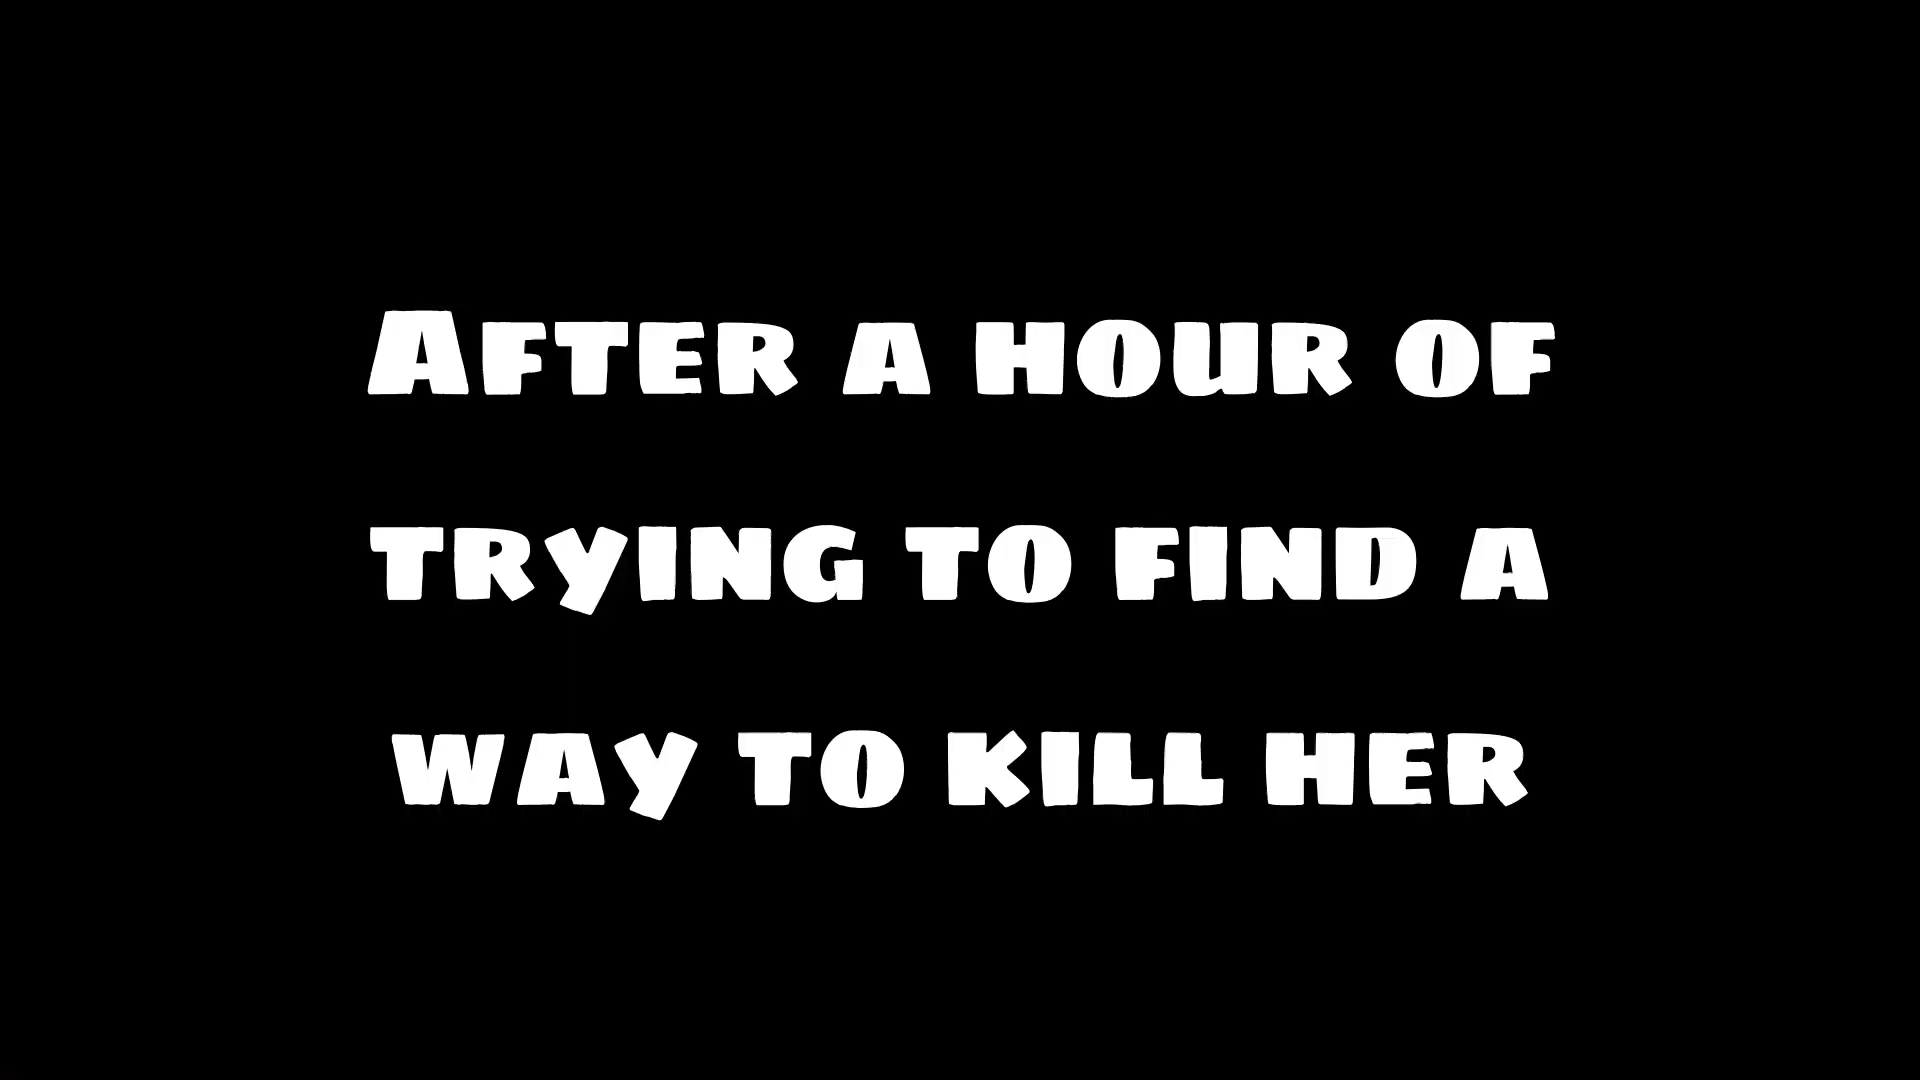 After a hour of
trying to find a
way to kill her